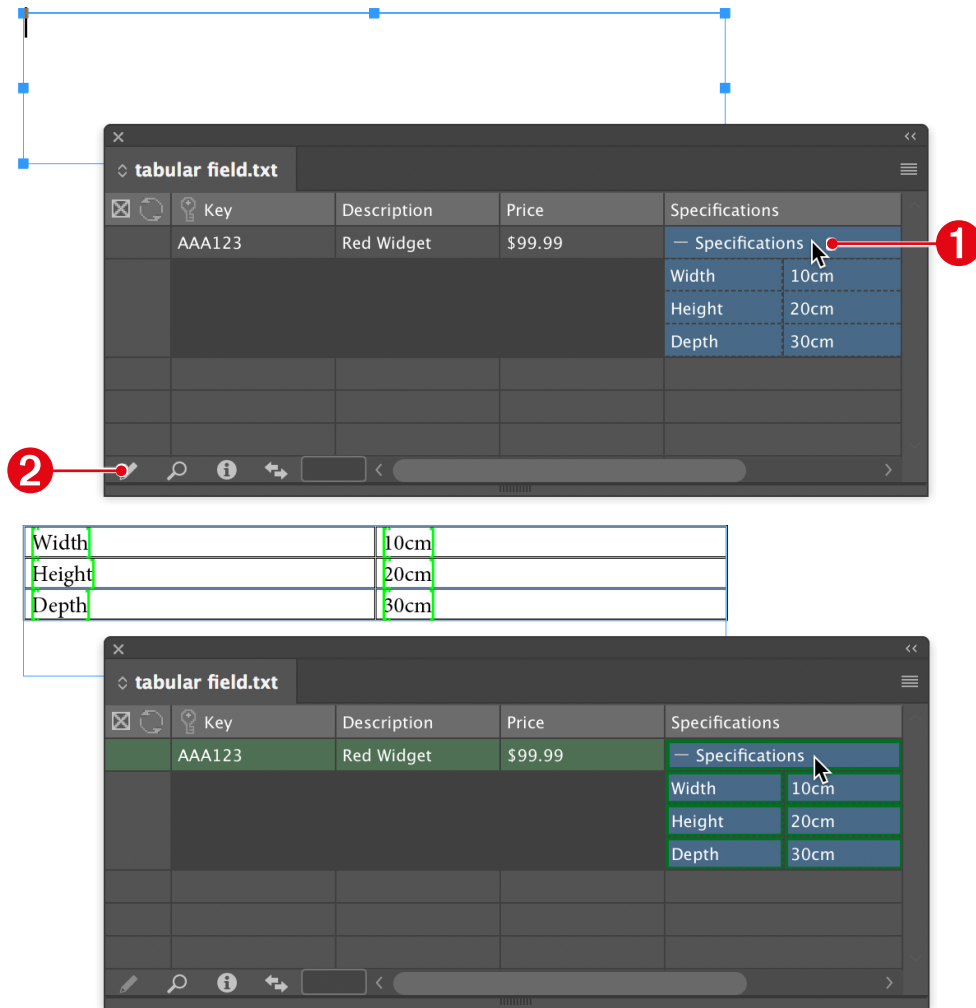 tabular field.txt
Key Description Price Specifications
AAA123 Red Widget $99.99 — Specifications
1
Width 10cm
Height 20cm
Depth 30cm
2
Width 10cm
Height 20cm
Depth 30cm
tabular field.txt
Key Description Price Specifications
AAA123 Red Widget $99.99 — Specifications
Width 10cm
Height 20cm
Depth 30cm